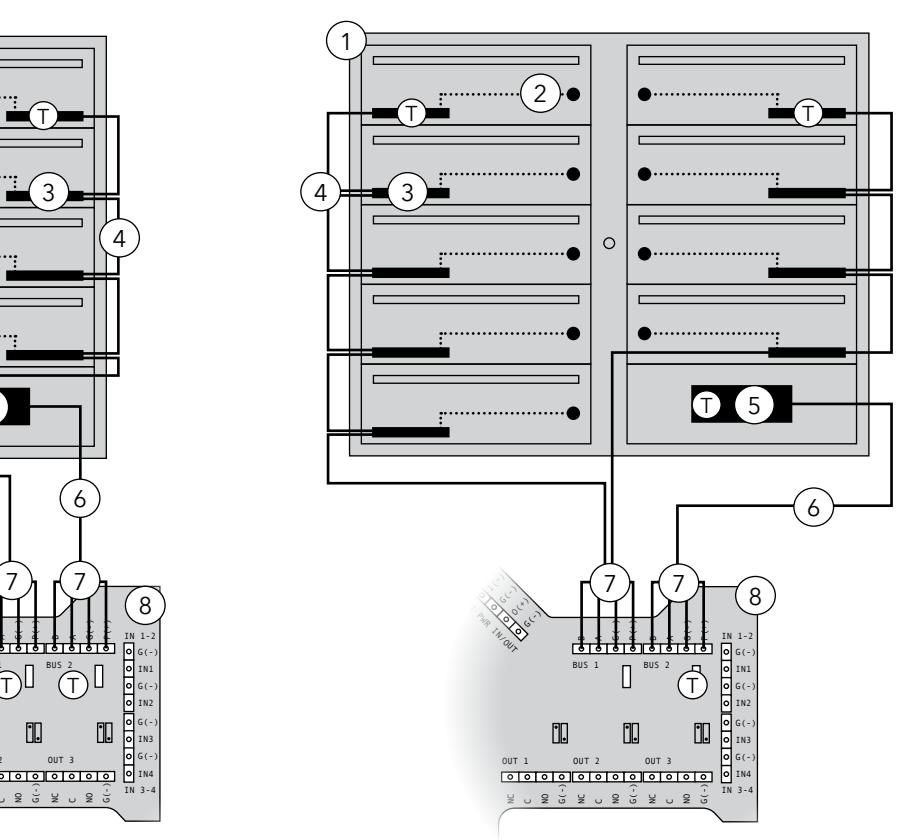 1
T
2
T
T
3
4
3
4
T
5
6
6
7
7
7
7
8
8
O(+)
G(-)
PWR IN/OUT
B
A
G(-)
P(+)
B
A
G(-)
P(+)
BUS 2
T
T
IN 1-2
G(-)
IN1
G(-)
IN2
G(-)
IN3
G(-)
IN4
IN 3-4
2
OUT 3
C
NO
G(-)
NC
C
NO
G(-)
BUS 1
BUS 2
T
IN 1-2
G(-)
IN1
G(-)
IN2
G(-)
IN3
G(-)
IN4
IN 3-4
OUT 1
OUT 2
OUT 3
NC
C
NO
G(-)
NC
C
NO
G(-)
NC
C
NO
G(-)